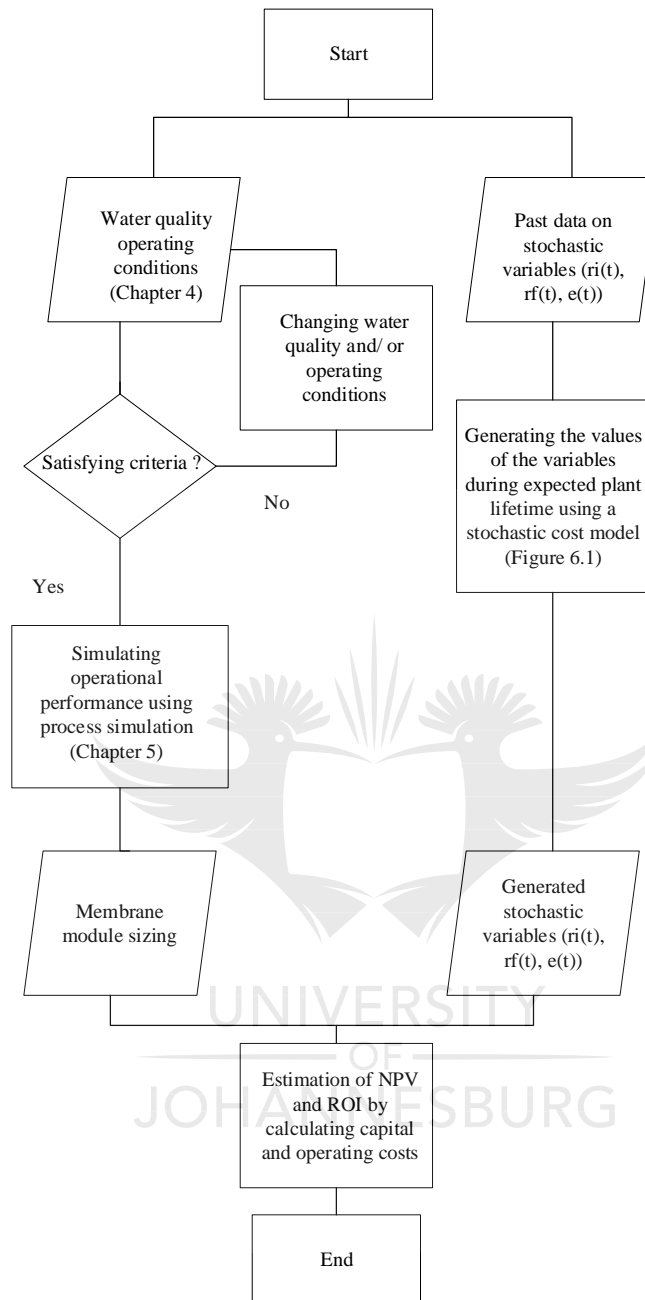 Start
Water quality
operating
conditions
(Chapter 4)
Past data on
stochastic
variables (ri(t),
rf(t), e(t))
Changing water
quality and/ or
operating
conditions
Satisfying criteria ?
No
Yes
Generating the values
of the variables
during expected plant
lifetime using a
stochastic cost model
(Figure 6.1)
Simulating
operational
performance using
process simulation
(Chapter 5)
Membrane
module sizing
Generated
stochastic
variables (ri(t),
rf(t), e(t))
UNIVERSITY
OF
JOHANNESBURG
Estimation of NPV
and ROI by
calculating capital
and operating costs
End